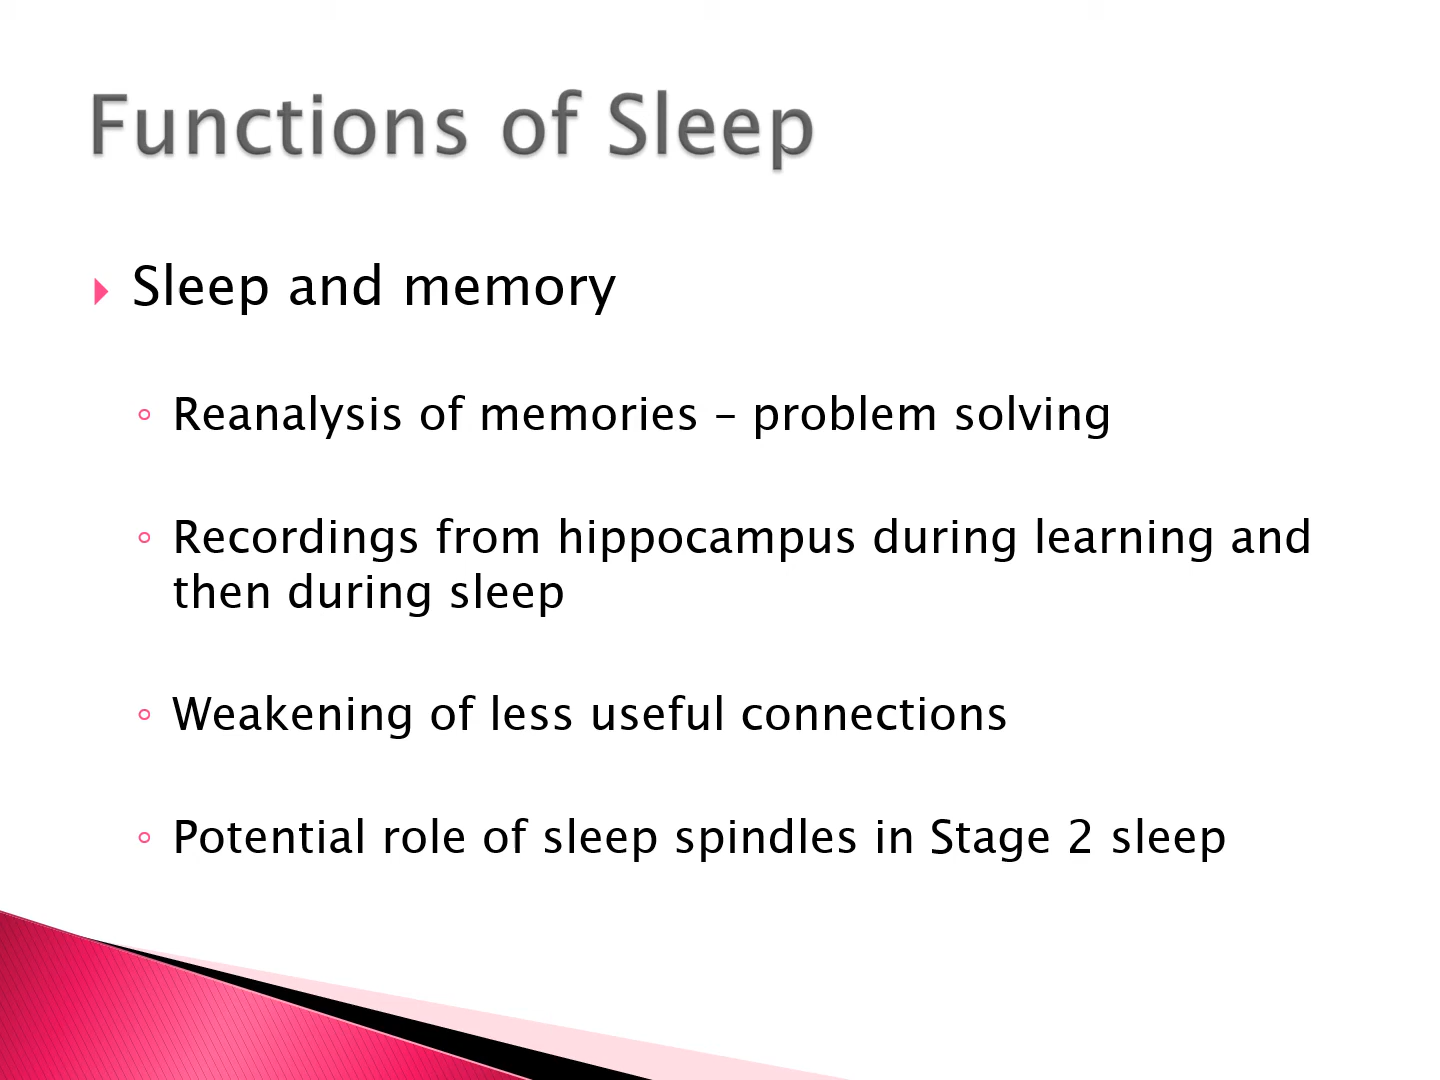 Functions of Sleep
Sleep and memory
Reanalysis of memories – problem solving
Recordings from hippocampus during learning and
then during sleep
Weakening of less useful connections
Potential role of sleep spindles in Stage 2 sleep